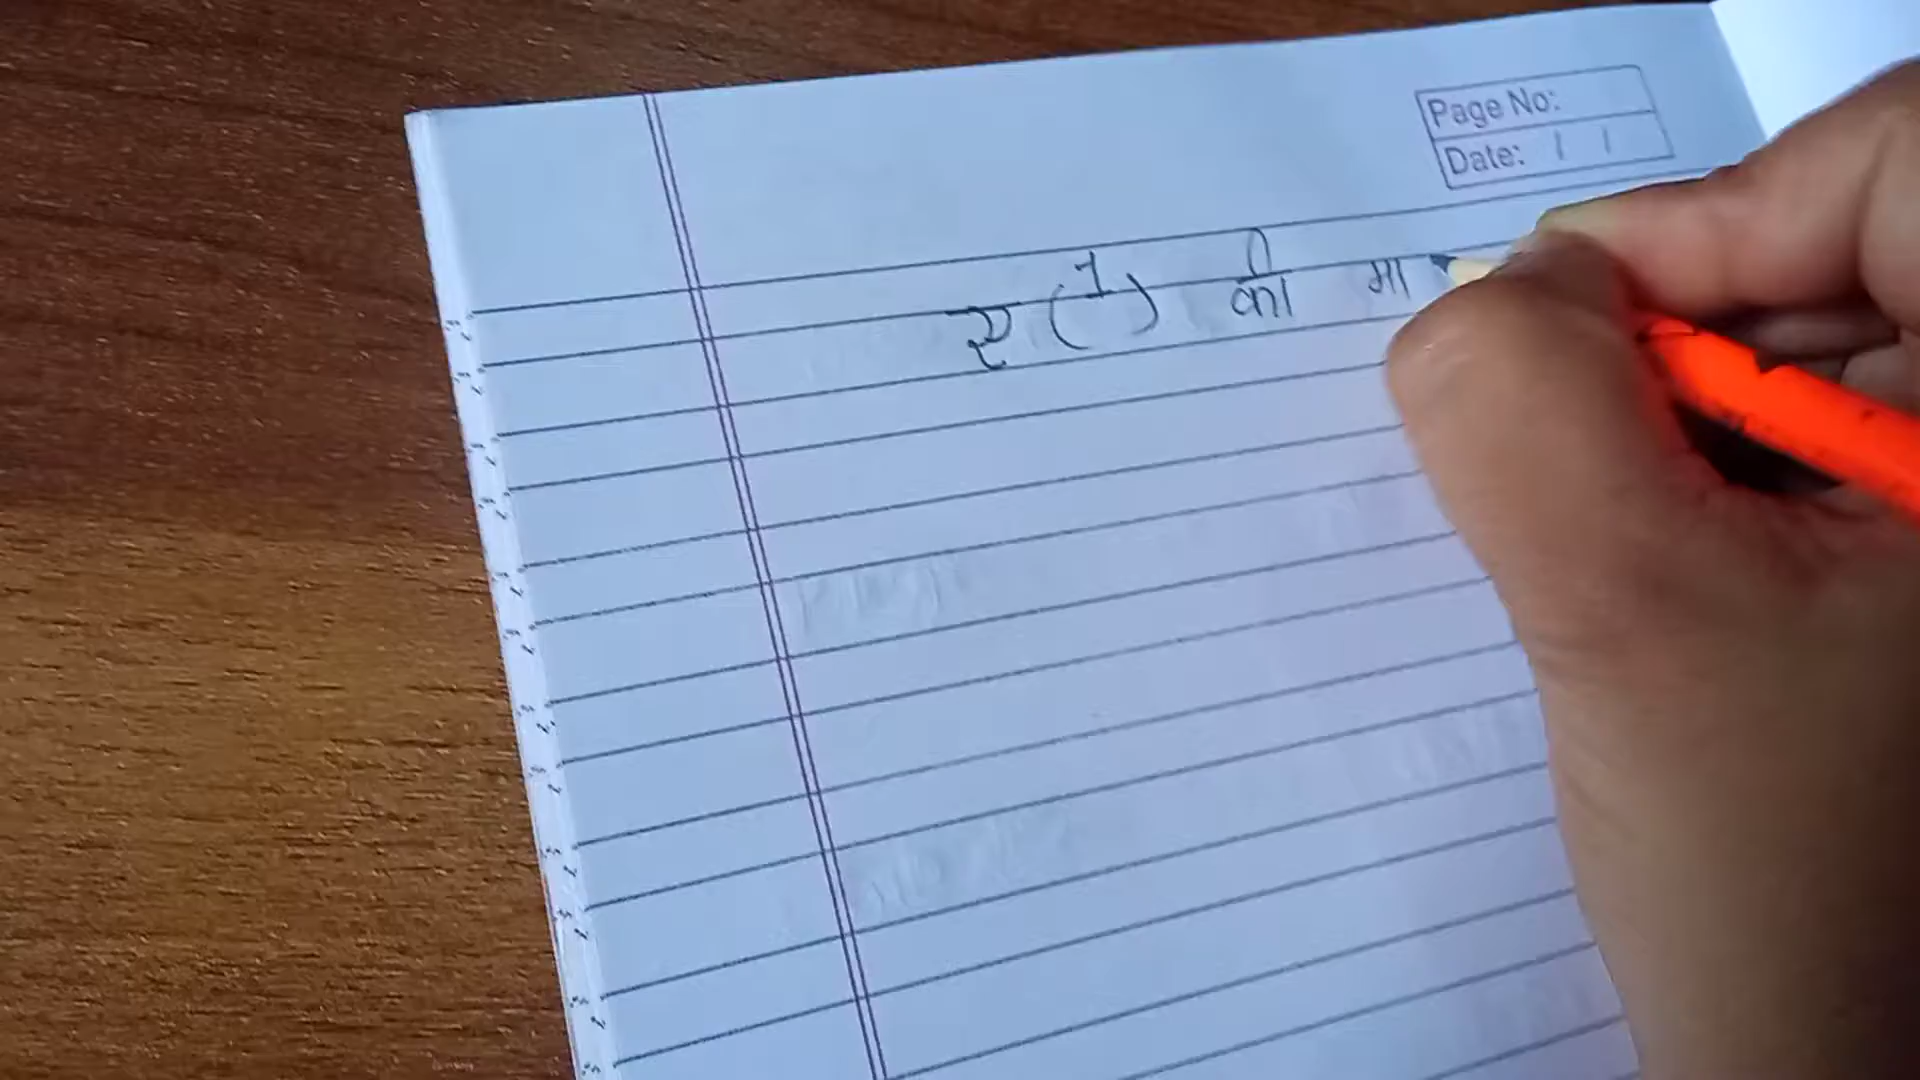 Page No:
Date: / /
ए (े) की मा